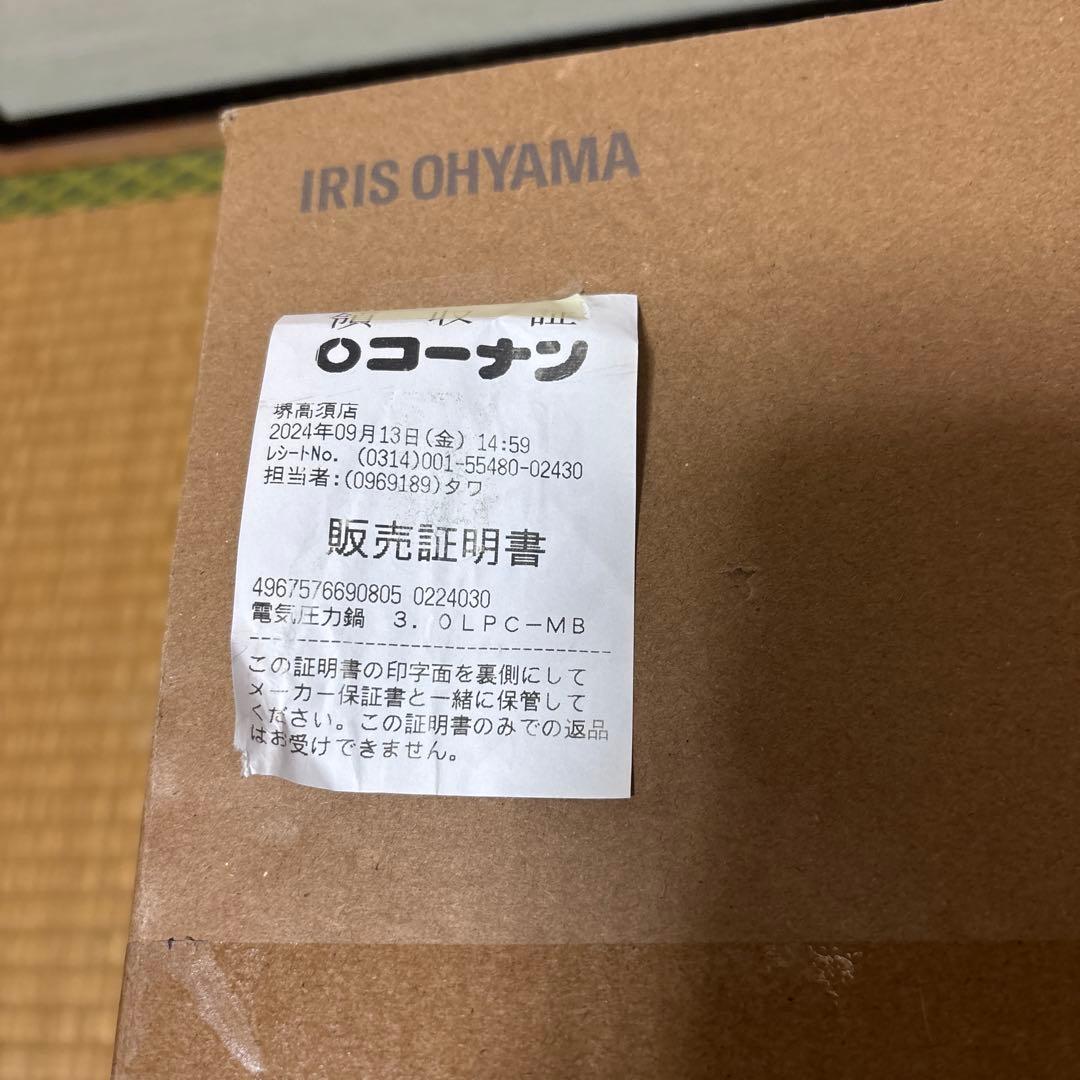 IRIS OHYAMA
領収証
コーナン
堺高須店
2024年09月13日(金) 14:59
レシートNo. (0314)001-55480-02430
担当者:(0969189)タワ
販売証明書
4967576690805 0224030
電気圧力鍋 3.0LPC-MB
この証明書の印字面を裏側にして
メーカー保証書と一緒に保管して
ください。この証明書のみでの返品
はお受けできません。